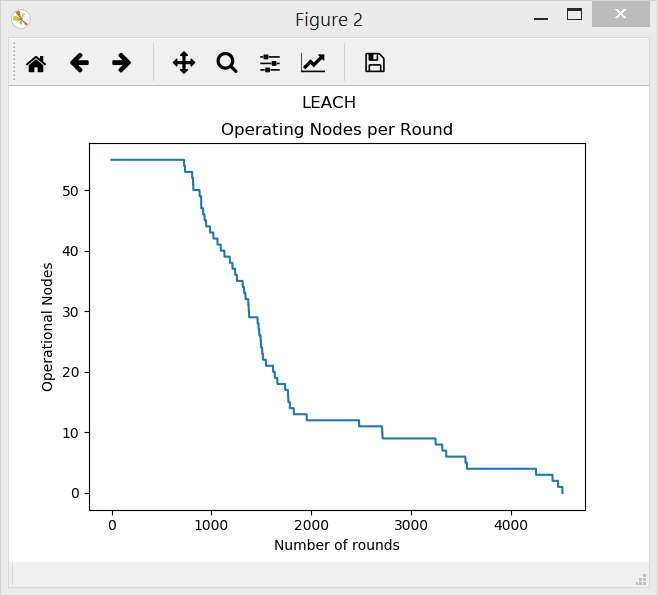 Figure 2
LEACH
Operating Nodes per Round
Operational Nodes
50
40
30
20
10
0
0 1000 2000 3000 4000
Number of rounds